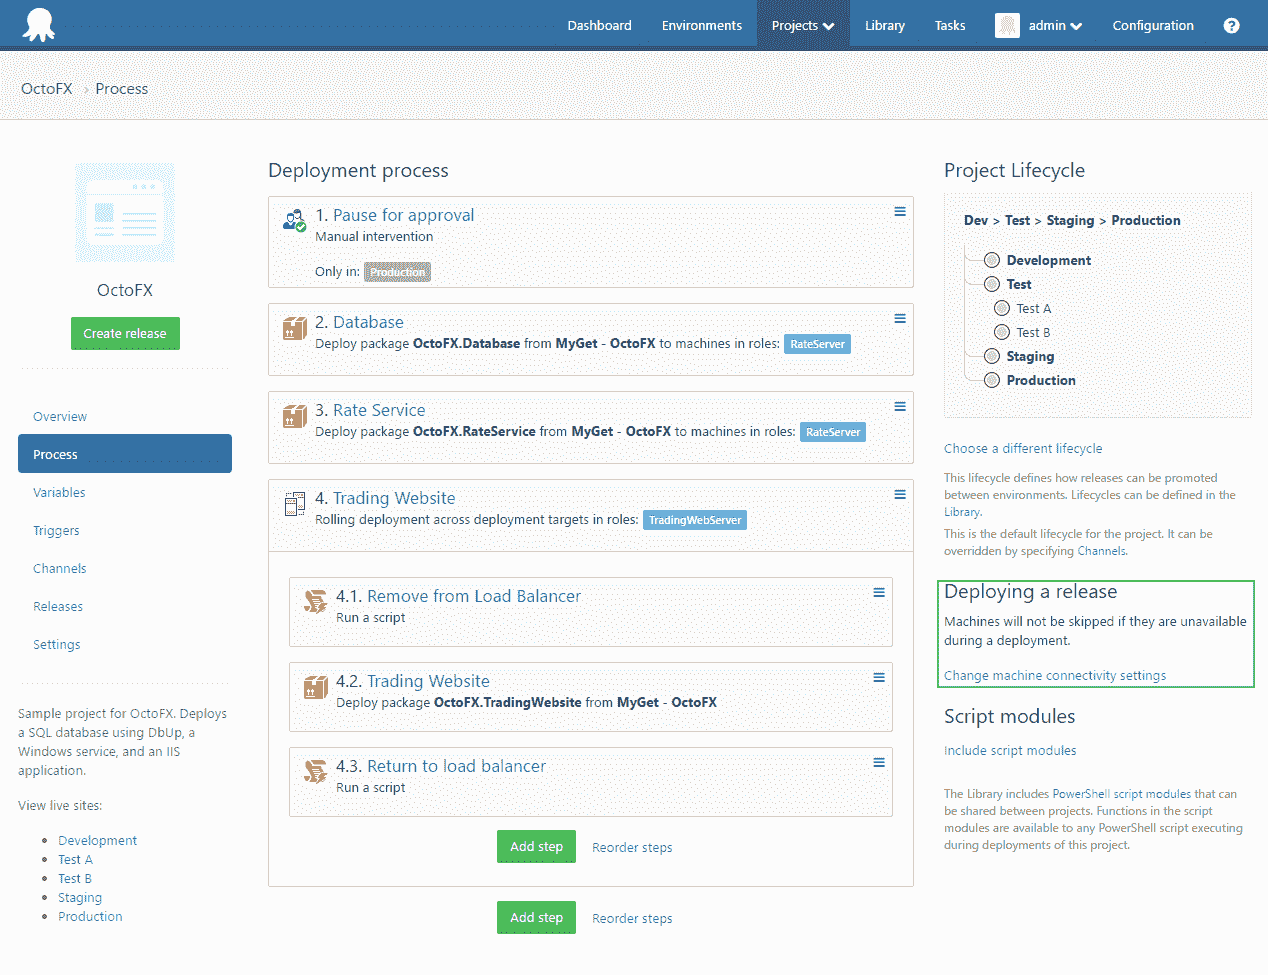 Dashboard Environments Projects Library Tasks admin Configuration ?
OctoFX › Process
OctoFX
Create release
Overview
Process
Variables
Triggers
Channels
Releases
Settings
Sample project for OctoFX. Deploys
a SQL database using DbUp, a
Windows service, and an IIS
application.
View live sites:
• Development
• Test A
• Test B
• Staging
• Production
Deployment process
1. Pause for approval
Manual intervention
Only in: Production
2. Database
Deploy package OctoFX.Database from MyGet - OctoFX to machines in roles: RateServer
3. Rate Service
Deploy package OctoFX.RateService from MyGet - OctoFX to machines in roles: RateServer
4. Trading Website
Rolling deployment across deployment targets in roles: TradingWebServer
4.1. Remove from Load Balancer
Run a script
4.2. Trading Website
Deploy package OctoFX.TradingWebsite from MyGet - OctoFX
4.3. Return to load balancer
Run a script
Add step Reorder steps
Add step Reorder steps
Project Lifecycle
Dev > Test > Staging > Production
Development
Test
Test A
Test B
Staging
Production
Choose a different lifecycle
This lifecycle defines how releases can be promoted
between environments. Lifecycles can be defined in the
Library.
This is the default lifecycle for the project. It can be
overridden by specifying Channels.
Deploying a release
Machines will not be skipped if they are unavailable
during a deployment.
Change machine connectivity settings
Script modules
Include script modules
The Library includes PowerShell script modules that can
be shared between projects. Functions in the script
modules are available to any PowerShell script executing
during deployments of this project.